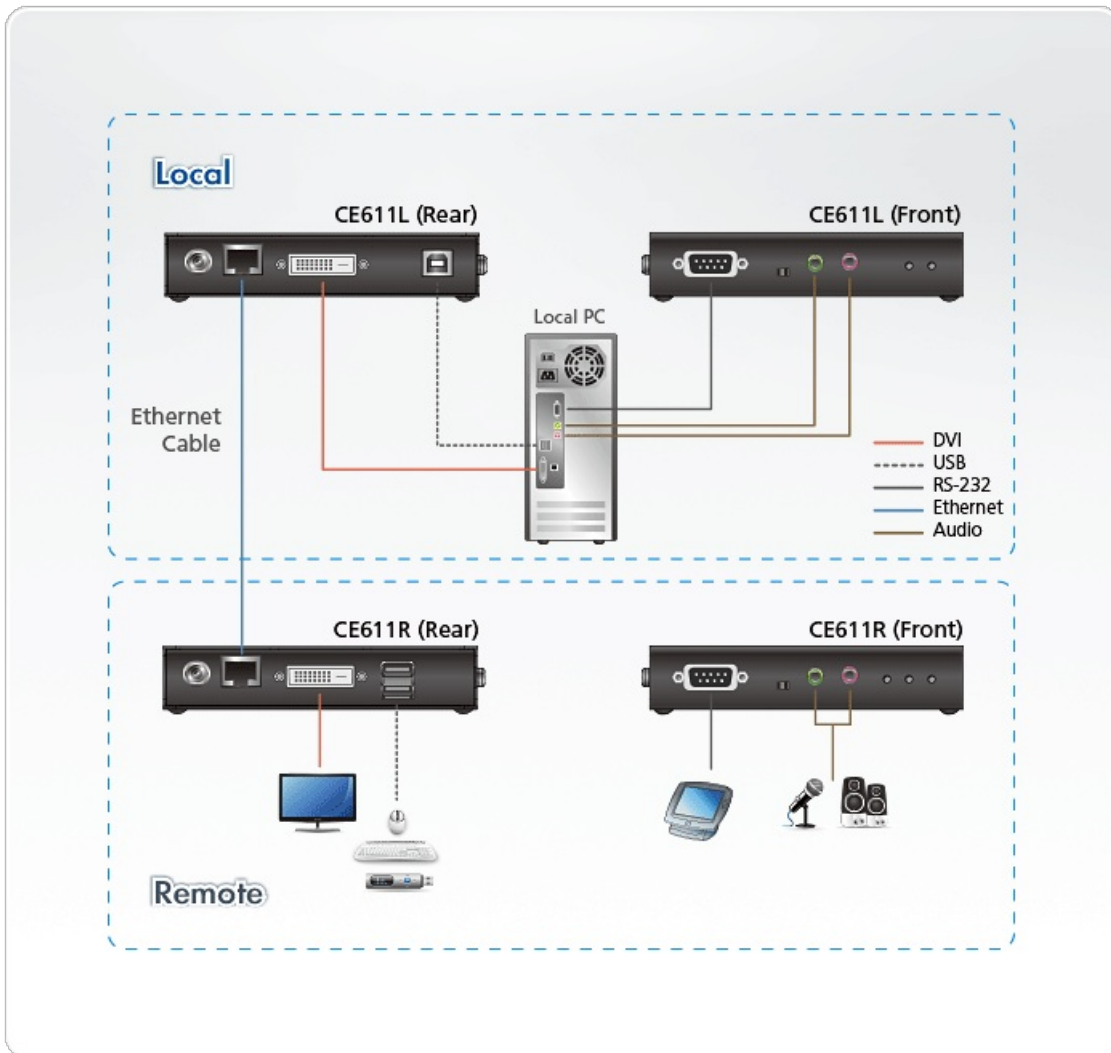 Local
CE611L (Rear)
CE611L (Front)
Local PC
Ethernet
Cable
DVI
USB
RS-232
Ethernet
Audio
CE611R (Rear)
CE611R (Front)
Remote